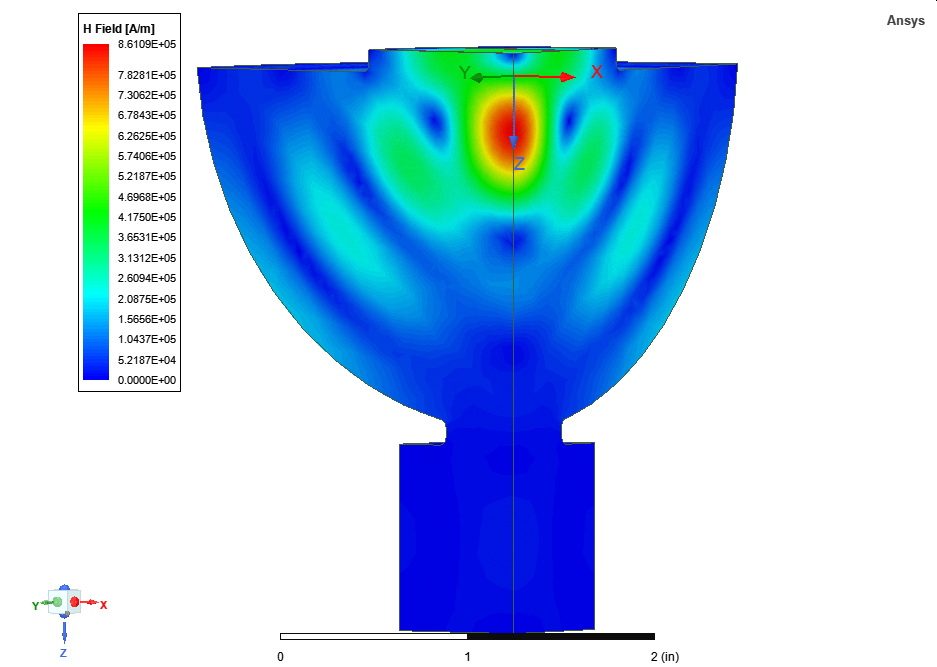 Ansys
H Field [A/m]
8.6109E+05
7.8281E+05
7.3062E+05
6.7843E+05
6.2625E+05
5.7406E+05
5.2187E+05
4.6968E+05
4.1750E+05
3.6531E+05
3.1312E+05
2.6094E+05
2.0875E+05
1.5656E+05
1.0437E+05
5.2187E+04
0.0000E+00
Y X
Z
Y X
Z
0 1 2 (in)